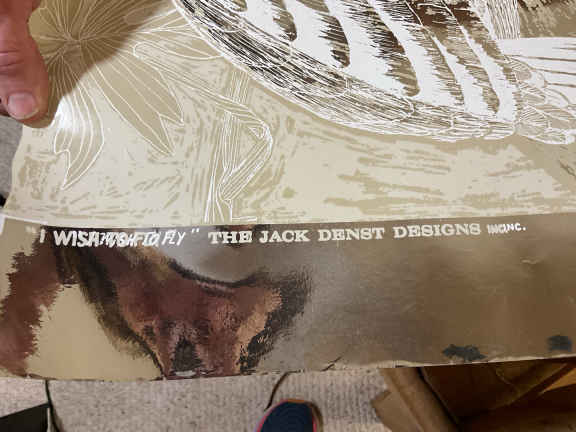 "I WISH TO FLY" THE JACK DENST DESIGNS INC.